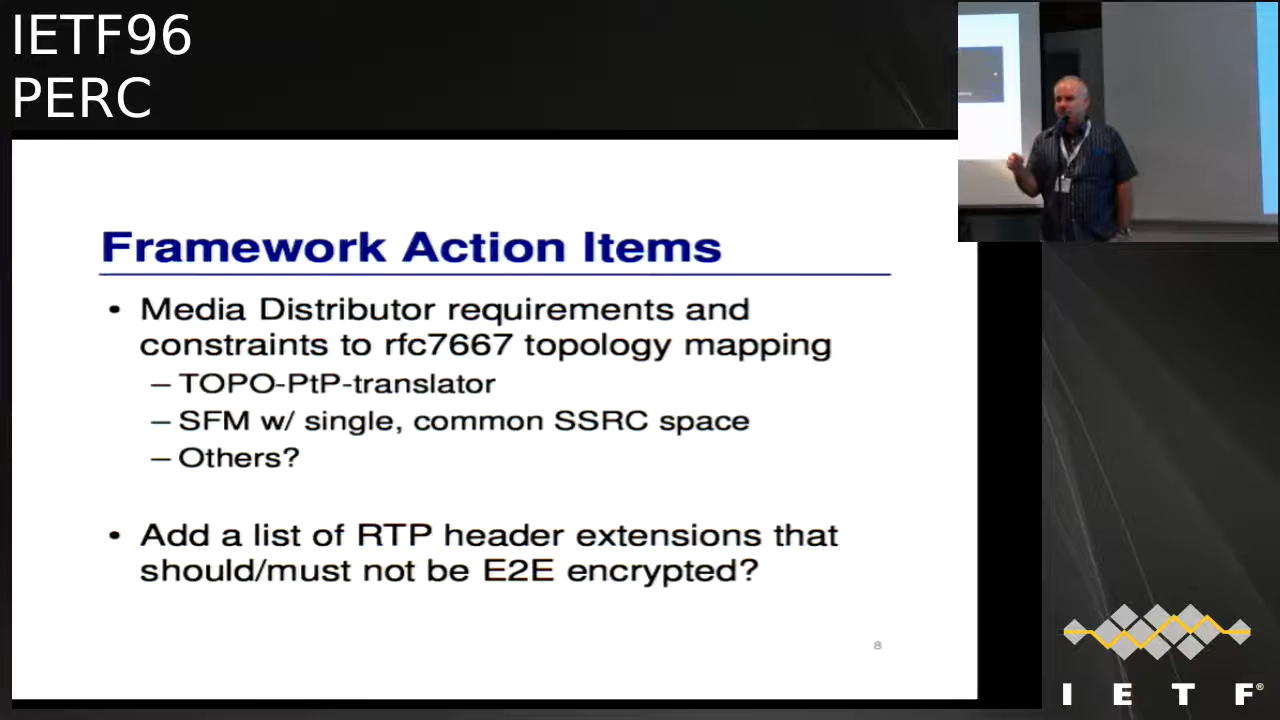 IETF96
PERC
Framework Action Items
• Media Distributor requirements and
constraints to rfc7667 topology mapping
– TOPO-PtP-translator
– SFM w/ single, common SSRC space
– Others?
• Add a list of RTP header extensions that
should/must not be E2E encrypted?
8
I E T F®